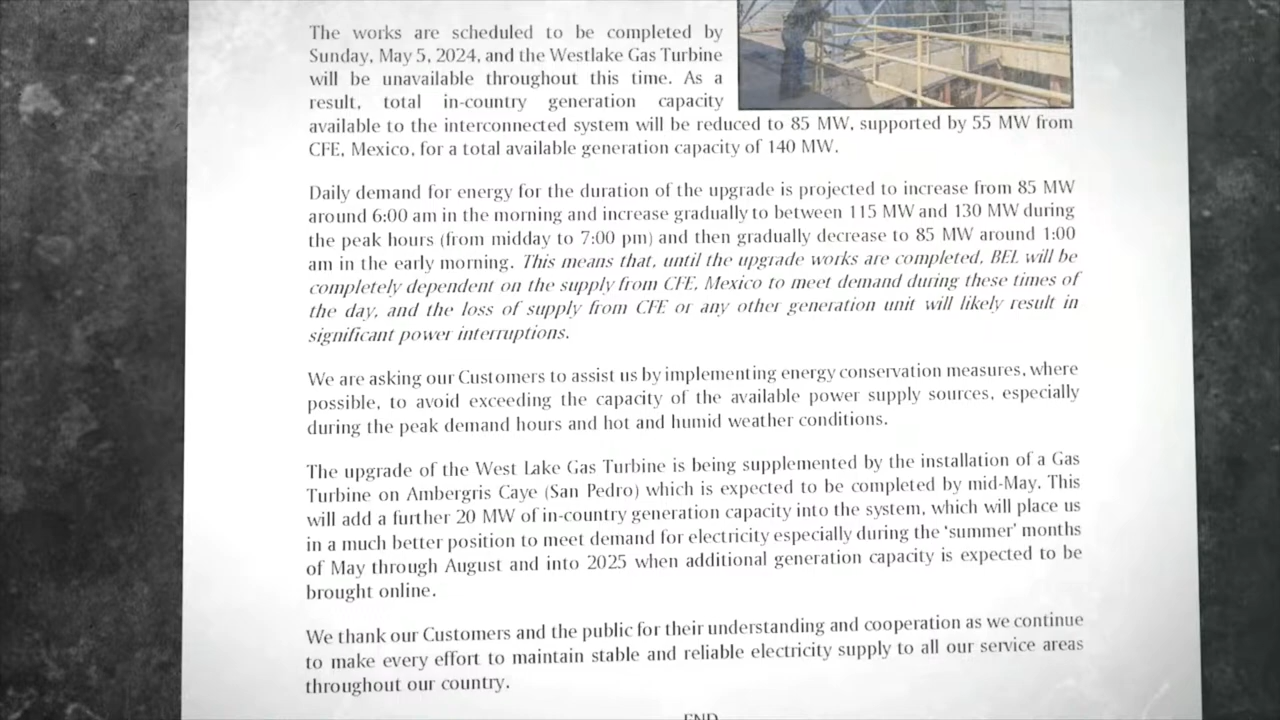 The works are scheduled to be completed by
Sunday, May 5, 2024, and the Westlake Gas Turbine
will be unavailable throughout this time. As a
result, total in-country generation capacity
available to the interconnected system will be reduced to 85 MW, supported by 55 MW from
CFE, Mexico, for a total available generation capacity of 140 MW.
Daily demand for energy for the duration of the upgrade is projected to increase from 85 MW
around 6:00 am in the morning and increase gradually to between 115 MW and 130 MW during
the peak hours (from midday to 7:00 pm) and then gradually decrease to 85 MW around 1:00
am in the early morning. This means that, until the upgrade works are completed, BEL will be
completely dependent on the supply from CFE, Mexico to meet demand during these times of
the day, and the loss of supply from CFE or any other generation unit will likely result in
significant power interruptions.
We are asking our Customers to assist us by implementing energy conservation measures, where
possible, to avoid exceeding the capacity of the available power supply sources, especially
during the peak demand hours and hot and humid weather conditions.
The upgrade of the West Lake Gas Turbine is being supplemented by the installation of a Gas
Turbine on Ambergris Caye (San Pedro) which is expected to be completed by mid-May. This
will add a further 20 MW of in-country generation capacity into the system, which will place us
in a much better position to meet demand for electricity especially during the ‘summer’ months
of May through August and into 2025 when additional generation capacity is expected to be
brought online.
We thank our Customers and the public for their understanding and cooperation as we continue
to make every effort to maintain stable and reliable electricity supply to all our service areas
throughout our country.
END